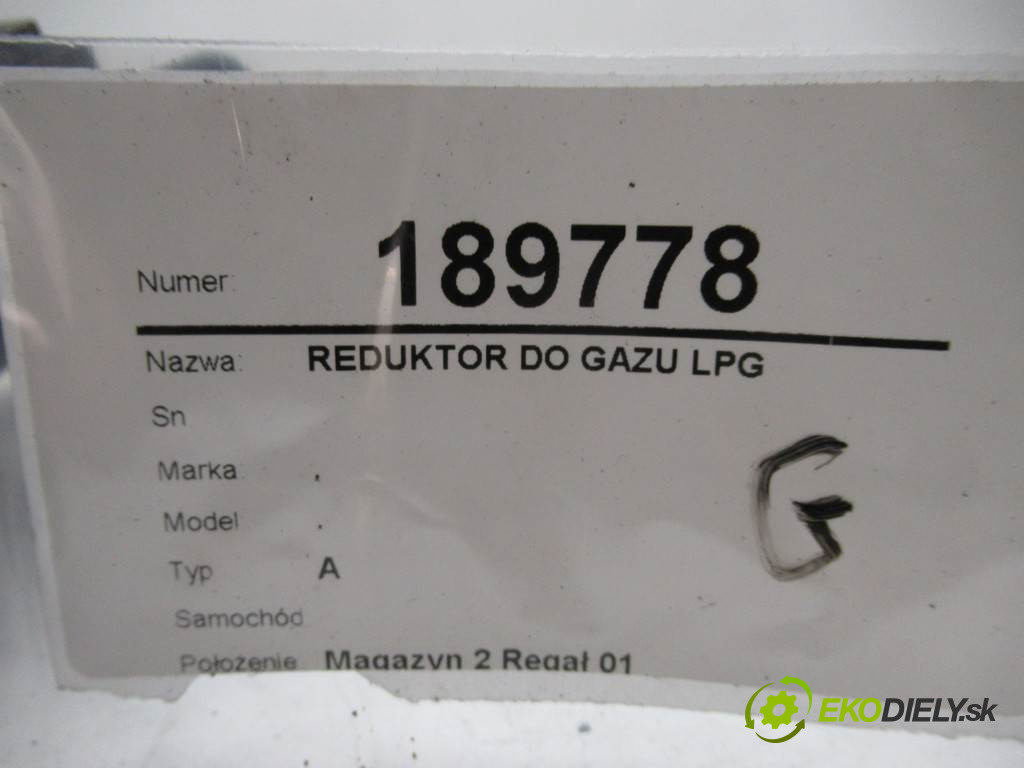 Numer: 189778
Nazwa: REDUKTOR DO GAZU LPG
Sn
Marka .
Model .
G
Typ A
Samochód
Położenie Magazyn 2 Regał 01
EKODIELY.sk